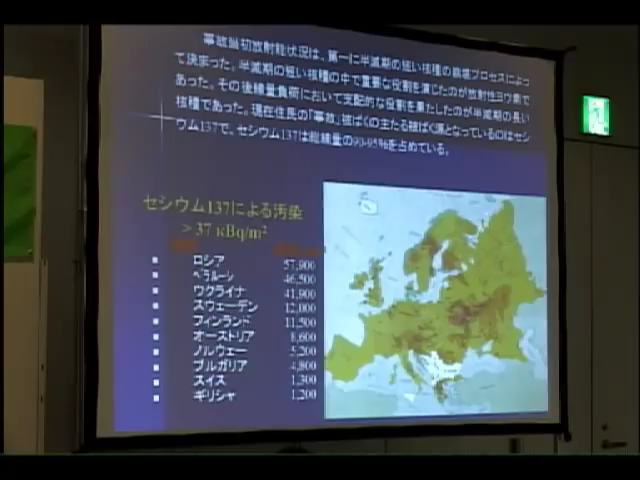 事故当初放射能状況は、第一に半減期の短い核種の崩壊プロセスによっ
て決まった。半減期の短い核種の中で重要な役割を演じたのが放射性ヨウ素で
あった。その後線量負荷において支配的な役割を果たしたのが半減期の長い
核種であった。現在住民の「事故」被ばくの主たる被ばく源となっているのはセシ
ウム137で、セシウム137は総線量の90-95%を占めている。
セシウム137による汚染
> 37 кBq/m²
ロシア 57,900
ベラルーシ 46,500
ウクライナ 41,900
スウェーデン 12,000
フィンランド 11,500
オーストリア 8,600
ノルウェー 5,200
ブルガリア 4,800
スイス 1,300
ギリシャ 1,200